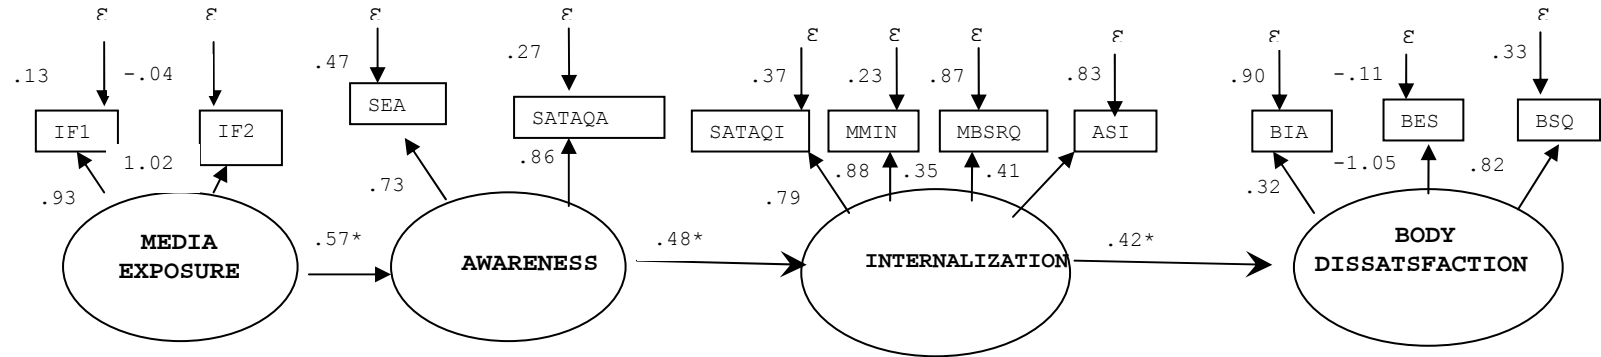 ε ε ε ε ε ε ε ε ε ε ε
.13 -.04 .47 .27 .37 .23 .87 .83 .90 -.11 .33
IF1 IF2 SEA SATAQA SATAQI MMIN MBSRQ ASI BIA BES BSQ
.93 1.02 .73 .86 .79 .88 .35 .41 .32 -1.05 .82
MEDIA
EXPOSURE
.57*
AWARENESS
.48*
INTERNALIZATION
.42*
BODY
DISSATSFACTION